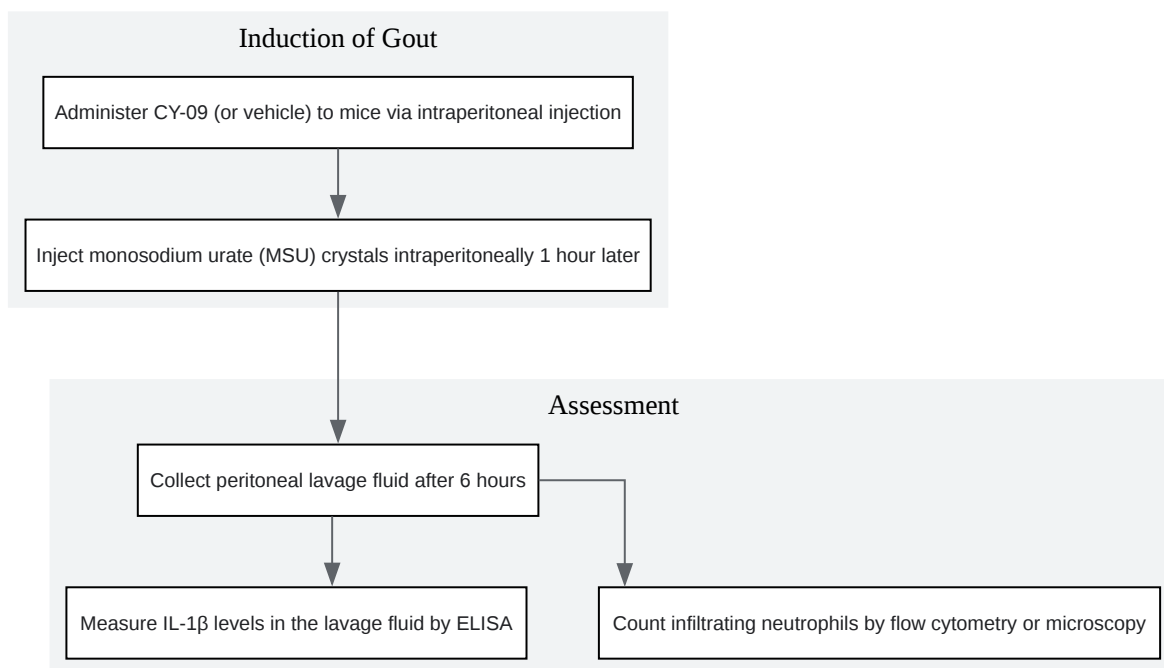 Induction of Gout
Administer CY-09 (or vehicle) to mice via intraperitoneal injection
Inject monosodium urate (MSU) crystals intraperitoneally 1 hour later
Assessment
Collect peritoneal lavage fluid after 6 hours
Measure IL-1β levels in the lavage fluid by ELISA
Count infiltrating neutrophils by flow cytometry or microscopy